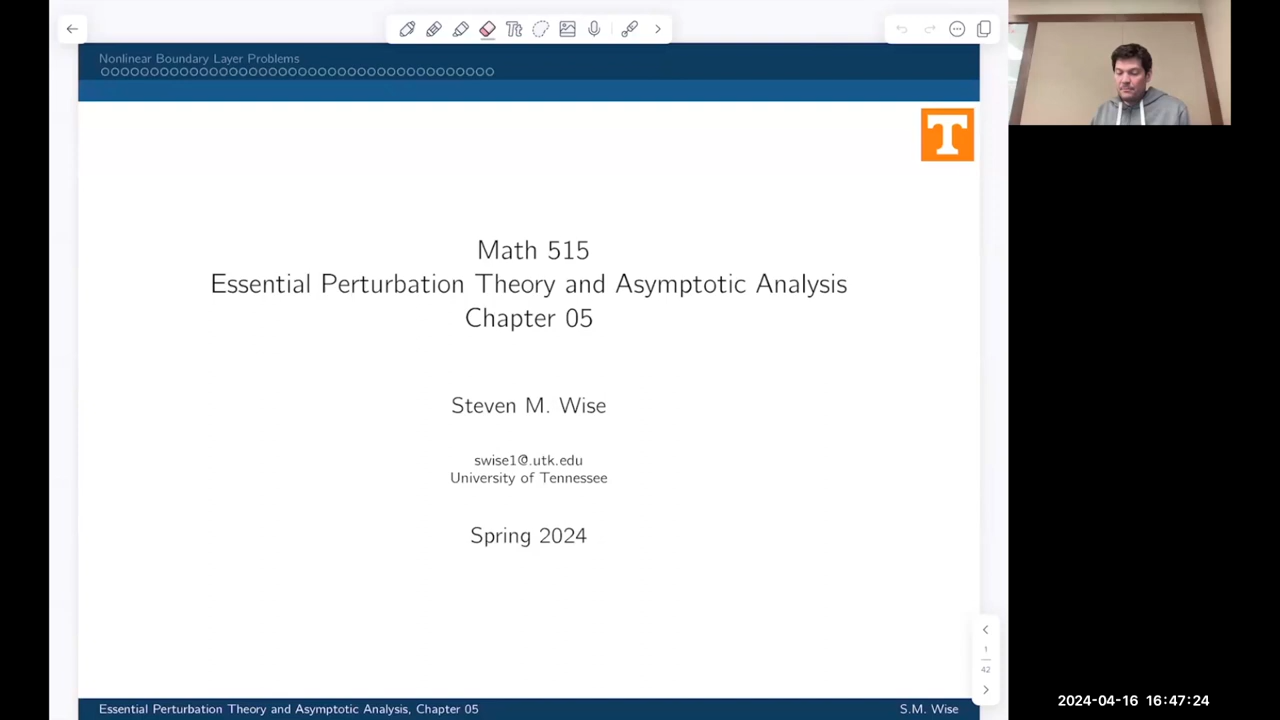 Nonlinear Boundary Layer Problems
T
Math 515
Essential Perturbation Theory and Asymptotic Analysis
Chapter 05
Steven M. Wise
swise1@.utk.edu
University of Tennessee
Spring 2024
1
42
Essential Perturbation Theory and Asymptotic Analysis, Chapter 05
S.M. Wise
2024-04-16 16:47:24